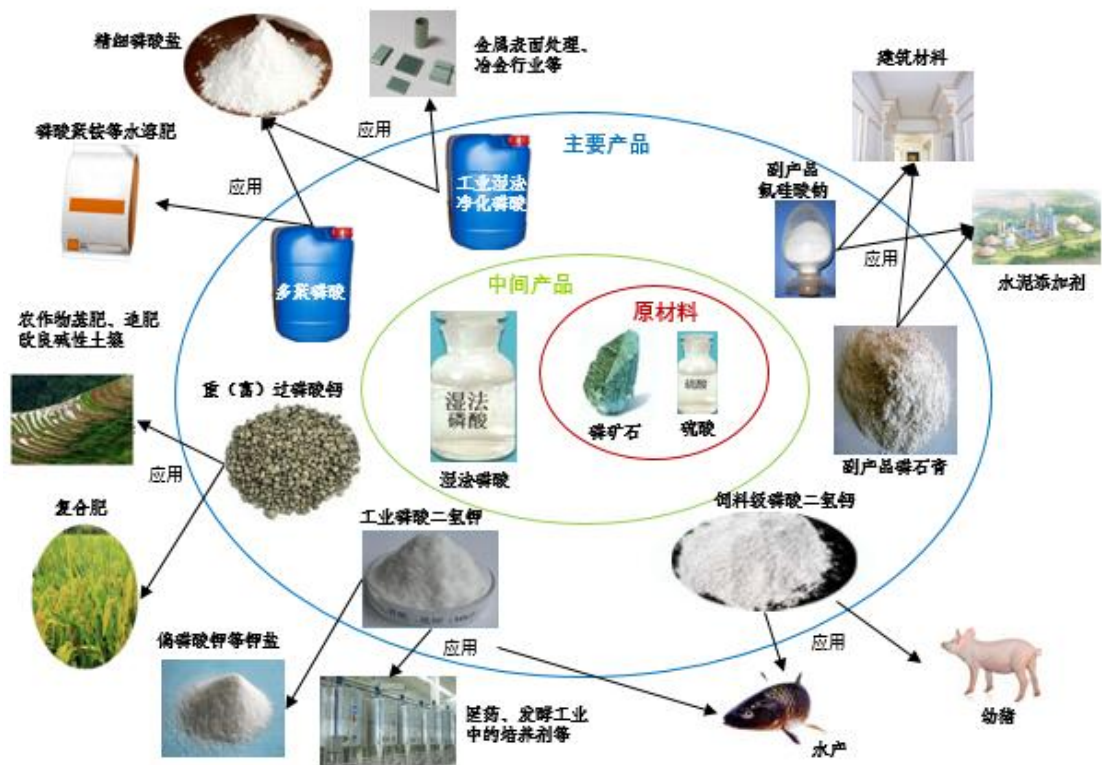 精细磷酸盐
金属表面处理、
冶金行业等
建筑材料
磷酸聚铵等水溶肥
应用
主要产品
应用
工业湿法
净化磷酸
副产品
氟硅酸钠
应用
水泥添加剂
多聚磷酸
中间产品
原材料
农作物基肥、追肥
改良碱性土壤
湿法
磷酸
硫酸
磷矿石
硫酸
湿法磷酸
重（富）过磷酸钙
副产品磷石膏
应用
复合肥
工业磷酸二氢钾
饲料级磷酸二氢钙
偏磷酸钾等钾盐
应用
应用
医药、发酵工业
中的培养剂等
水产
幼猪